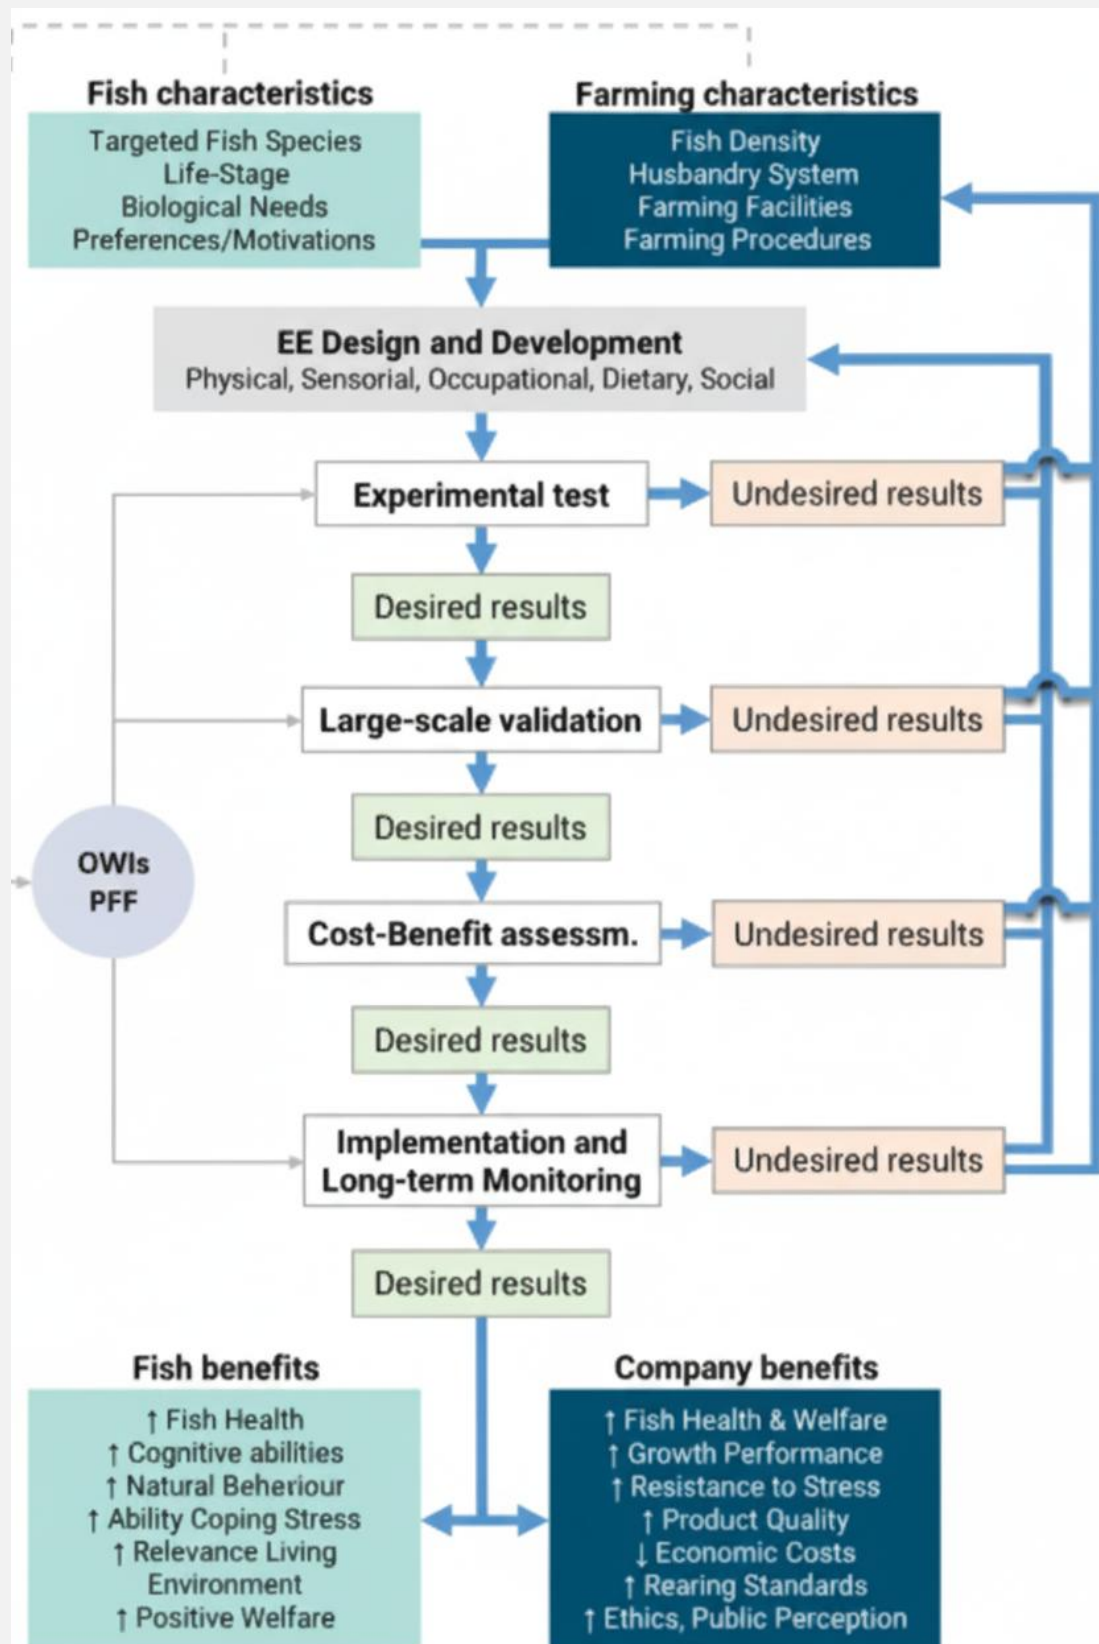 Fish characteristics
Targeted Fish Species
Life-Stage
Biological Needs
Preferences/Motivations
Farming characteristics
Fish Density
Husbandry System
Farming Facilities
Farming Procedures
EE Design and Development
Physical, Sensorial, Occupational, Dietary, Social
Experimental test
Undesired results
Desired results
Large-scale validation
Undesired results
Desired results
OWIs
PFF
Cost-Benefit assessm.
Undesired results
Desired results
Implementation and
Long-term Monitoring
Undesired results
Desired results
Fish benefits
↑ Fish Health
↑ Cognitive abilities
↑ Natural Beheriour
↑ Ability Coping Stress
↑ Relevance Living
Environment
↑ Positive Welfare
Company benefits
↑ Fish Health & Welfare
↑ Growth Performance
↑ Resistance to Stress
↑ Product Quality
↓ Economic Costs
↑ Rearing Standards
↑ Ethics, Public Perception